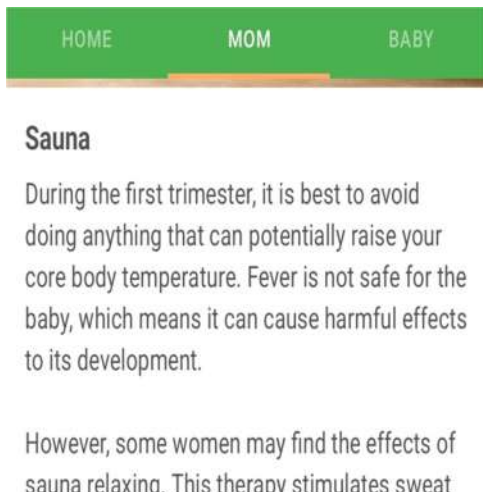 HOME MOM BABY
Sauna
During the first trimester, it is best to avoid
doing anything that can potentially raise your
core body temperature. Fever is not safe for the
baby, which means it can cause harmful effects
to its development.
However, some women may find the effects of
sauna relaxing. This therapy stimulates sweat